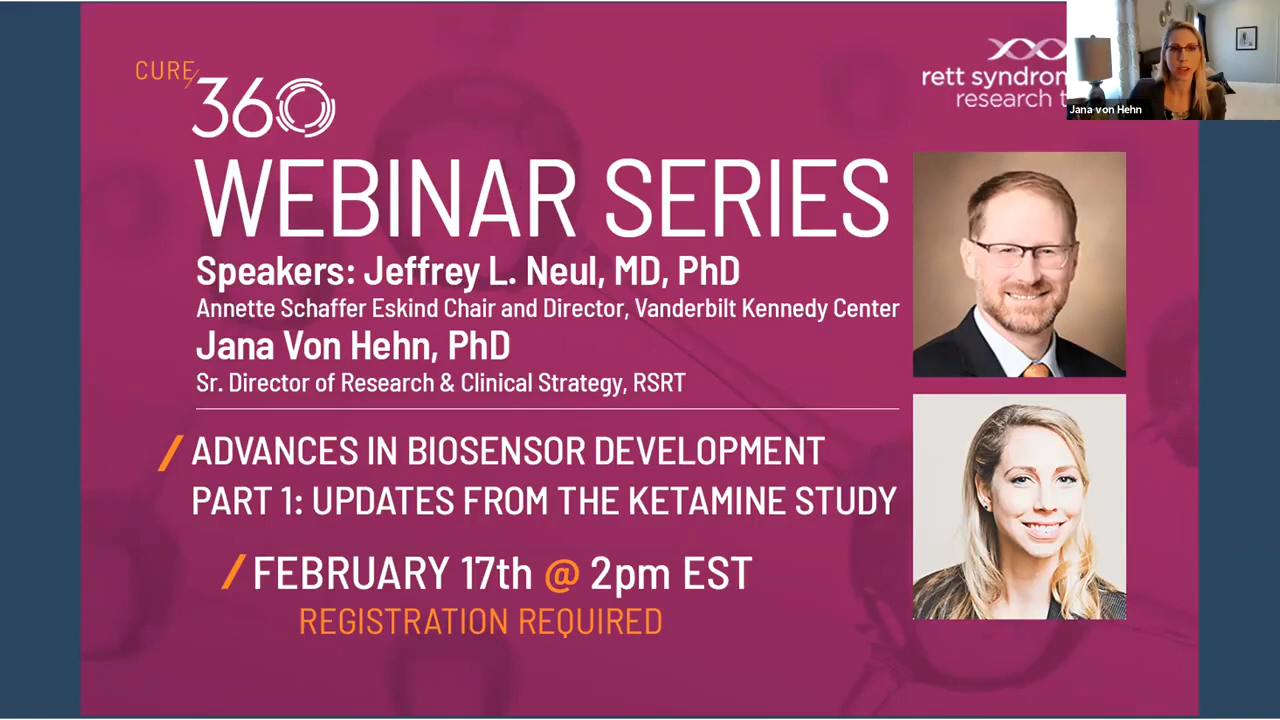 CURE/
360
rett syndrom
research t
Jana von Hehn
WEBINAR SERIES
Speakers: Jeffrey L. Neul, MD, PhD
Annette Schaffer Eskind Chair and Director, Vanderbilt Kennedy Center
Jana Von Hehn, PhD
Sr. Director of Research & Clinical Strategy, RSRT
/ ADVANCES IN BIOSENSOR DEVELOPMENT
PART 1: UPDATES FROM THE KETAMINE STUDY
/ FEBRUARY 17th @ 2pm EST
REGISTRATION REQUIRED